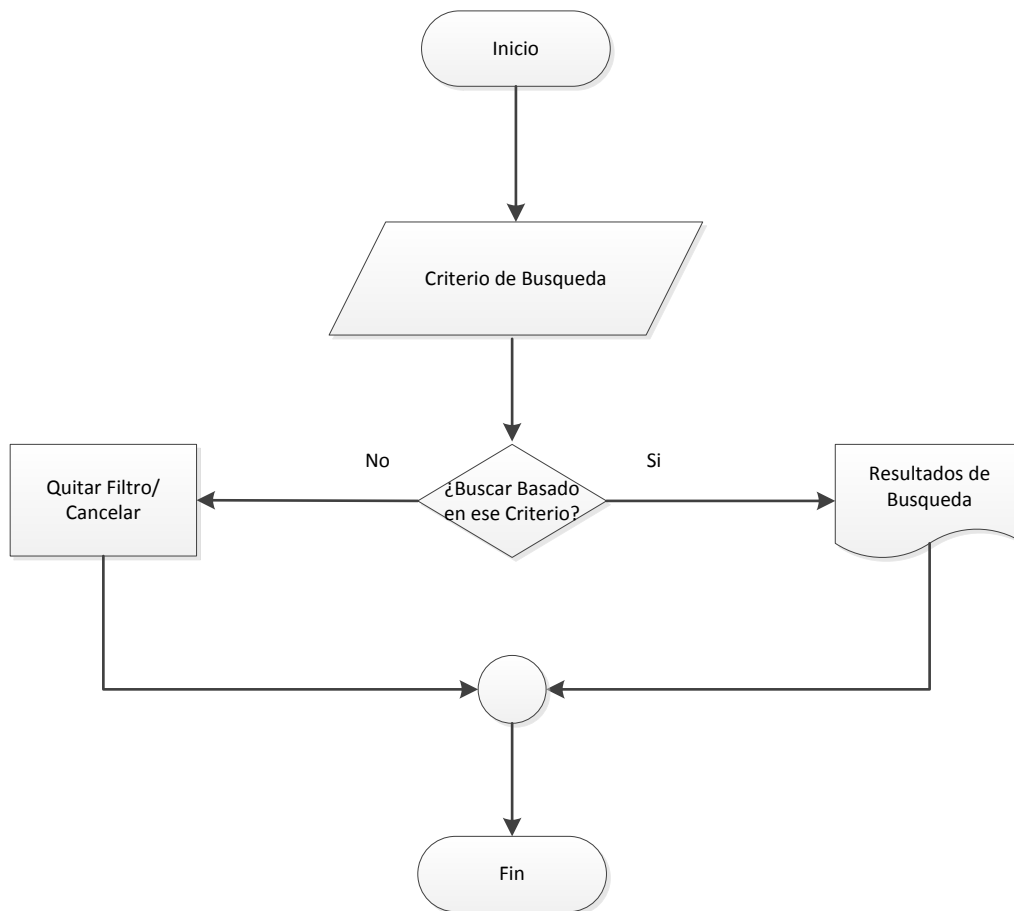 Inicio
Criterio de Busqueda
No
Si
Quitar Filtro/
Cancelar
¿Buscar Basado
en ese Criterio?
Resultados de
Busqueda
Fin